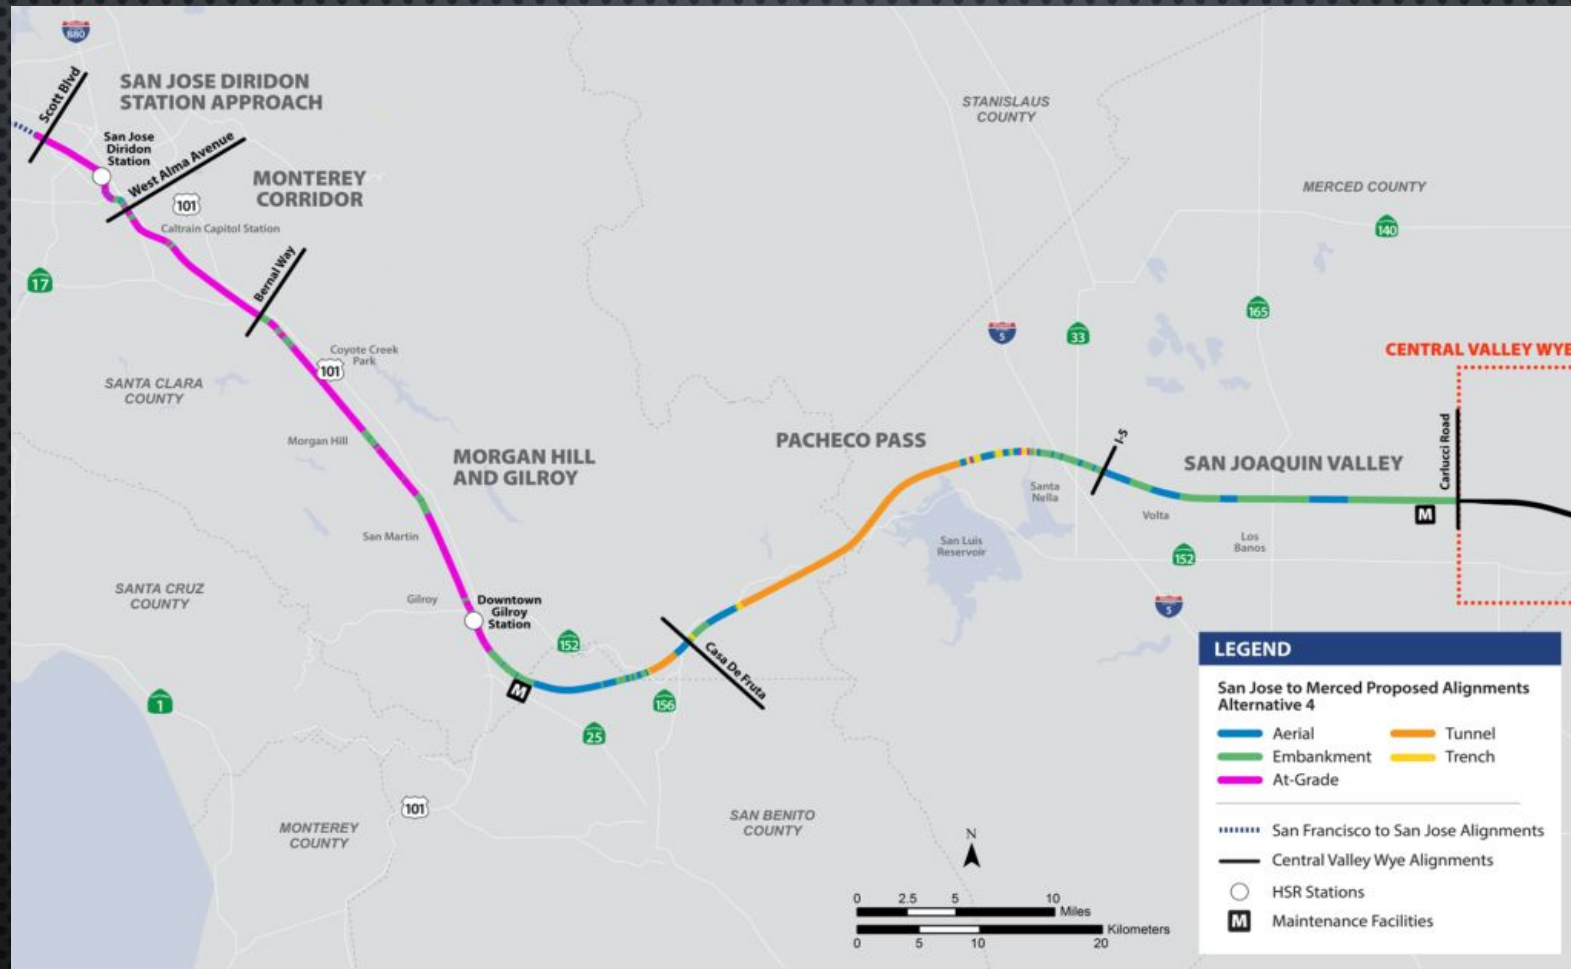 880
Scott Blvd
SAN JOSE DIRIDON
STATION APPROACH
San Jose
Diridon
Station
West Alma Avenue
MONTEREY
CORRIDOR
101
Caltrain Capitol Station
17
Bernal Way
Coyote Creek
Park
101
SANTA CLARA
COUNTY
Morgan Hill
MORGAN HILL
AND GILROY
San Martin
SANTA CRUZ
COUNTY
Gilroy
Downtown
Gilroy
Station
152
M
1
25
156
Casa De Fruta
101
MONTEREY
COUNTY
SAN BENITO
COUNTY
STANISLAUS
COUNTY
MERCED COUNTY
140
165
5
33
CENTRAL VALLEY WYE
PACHECO PASS
I-5
SAN JOAQUIN VALLEY
Carlucci Road
Santa
Nella
Volta
M
San Luis
Reservoir
Los
Banos
152
5
LEGEND
San Jose to Merced Proposed Alignments
Alternative 4
Aerial
Tunnel
Embankment
Trench
At-Grade
San Francisco to San Jose Alignments
Central Valley Wye Alignments
HSR Stations
M Maintenance Facilities
N
0 2.5 5 10
Miles
Kilometers
0 5 10 20